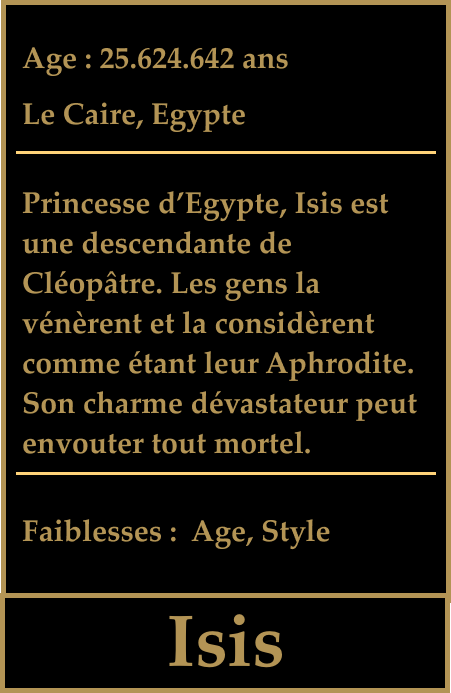 Age : 25.624.642 ans
Le Caire, Egypte
Princesse d’Egypte, Isis est
une descendante de
Cléopâtre. Les gens la
vénèrent et la considèrent
comme étant leur Aphrodite.
Son charme dévastateur peut
envouter tout mortel.
Faiblesses :  Age, Style
Isis